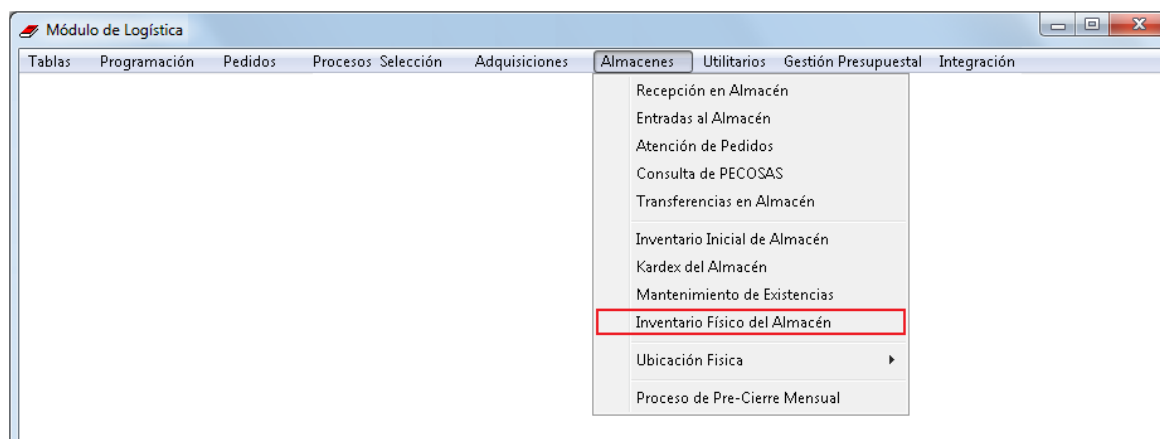 Módulo de Logística
Tablas Programación Pedidos Procesos Selección Adquisiciones Almacenes Utilitarios Gestión Presupuestal Integración
Recepción en Almacén
Entradas al Almacén
Atención de Pedidos
Consulta de PECOSAS
Transferencias en Almacén
Inventario Inicial de Almacén
Kardex del Almacén
Mantenimiento de Existencias
Inventario Físico del Almacén
Ubicación Fisica
Proceso de Pre-Cierre Mensual